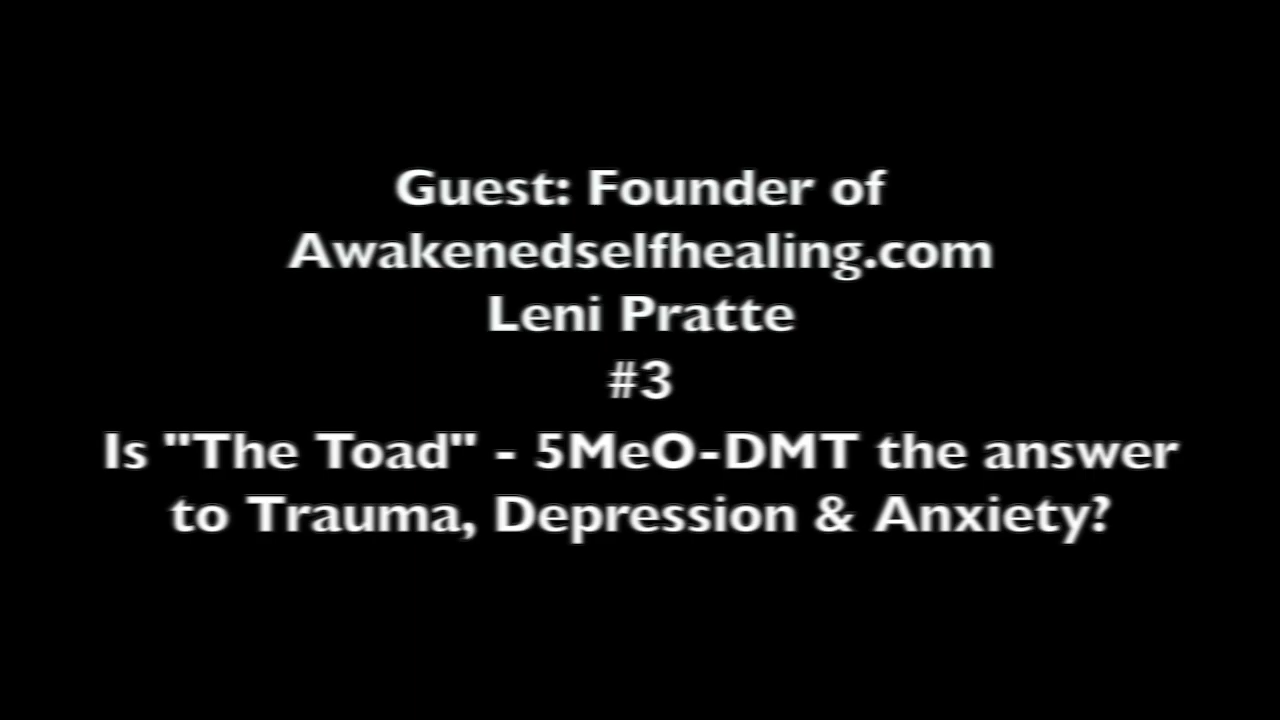 Guest: Founder of
Awakenedselfhealing.com
Leni Pratte
#3
Is "The Toad" - 5MeO-DMT the answer
to Trauma, Depression & Anxiety?